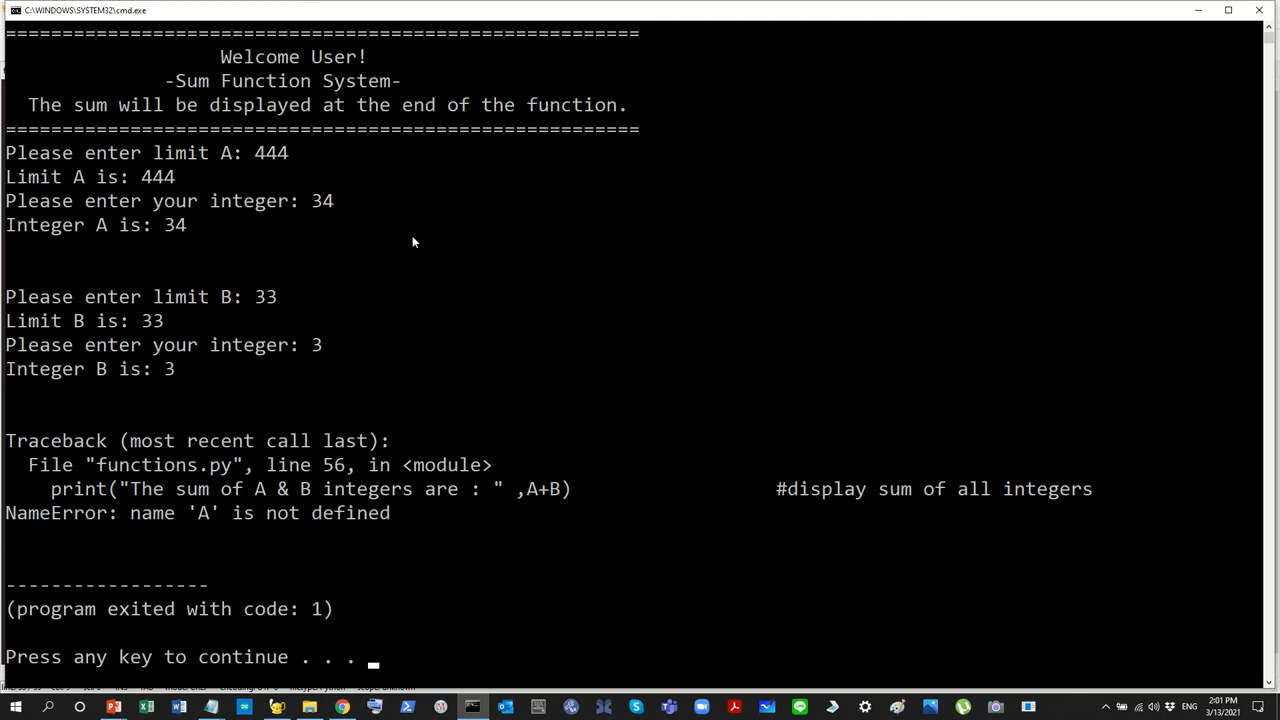 C:\WINDOWS\SYSTEM32\cmd.exe
========================================================
Welcome User!
-Sum Function System-
The sum will be displayed at the end of the function.
========================================================
Please enter limit A: 444
Limit A is: 444
Please enter your integer: 34
Integer A is: 34
Please enter limit B: 33
Limit B is: 33
Please enter your integer: 3
Integer B is: 3
Traceback (most recent call last):
File "functions.py", line 56, in <module>
print("The sum of A & B integers are : " ,A+B) #display sum of all integers
NameError: name 'A' is not defined
------------------
(program exited with code: 1)
Press any key to continue . . .
ENG
2:01 PM
3/13/2021